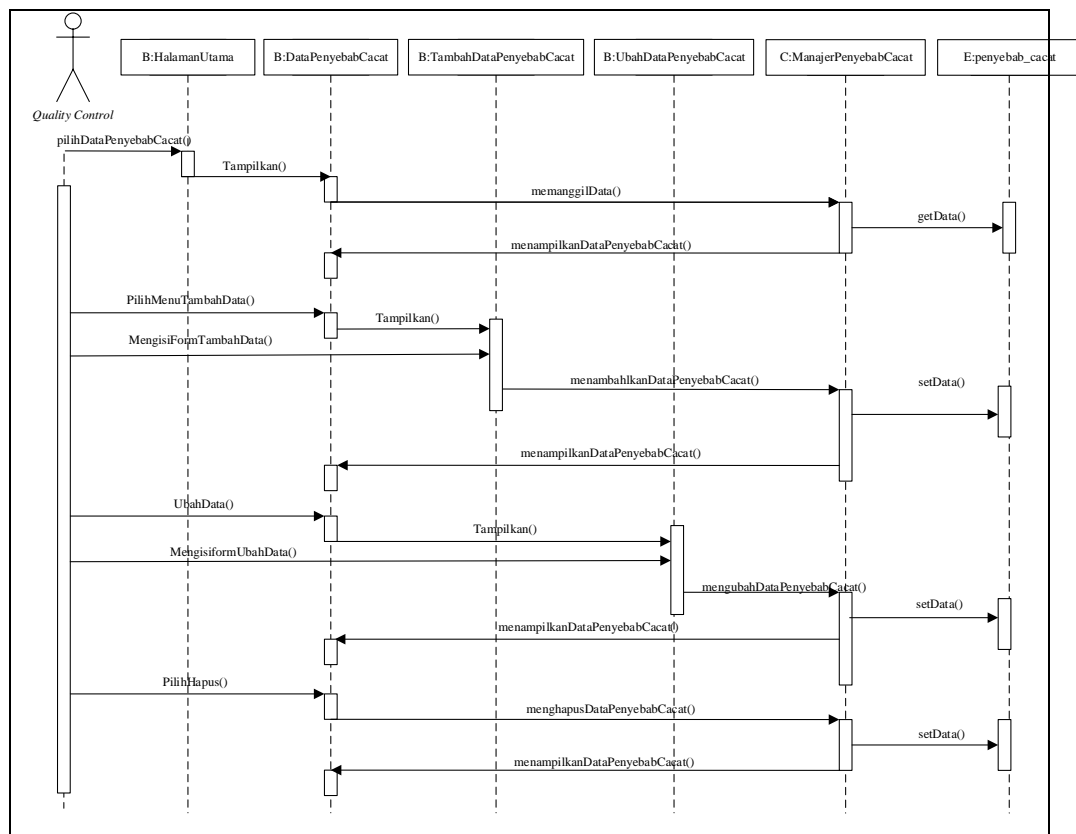 B:HalamanUtama
B:DataPenyebabCacat
B:TambahDataPenyebabCacat
B:UbahDataPenyebabCacat
C:ManajerPenyebabCacat
E:penyebab_cacat
Quality Control
pilihDataPenyebabCacat()
Tampilkan()
memanggilData()
getData()
menampilkanDataPenyebabCacat()
PilihMenuTambahData()
Tampilkan()
MengisiFormTambahData()
menambahlkanDataPenyebabCacat()
setData()
menampilkanDataPenyebabCacat()
UbahData()
Tampilkan()
MengisiformUbahData()
mengubahDataPenyebabCacat()
setData()
menampilkanDataPenyebabCacat()
PilihHapus()
menghapusDataPenyebabCacat()
setData()
menampilkanDataPenyebabCacat()